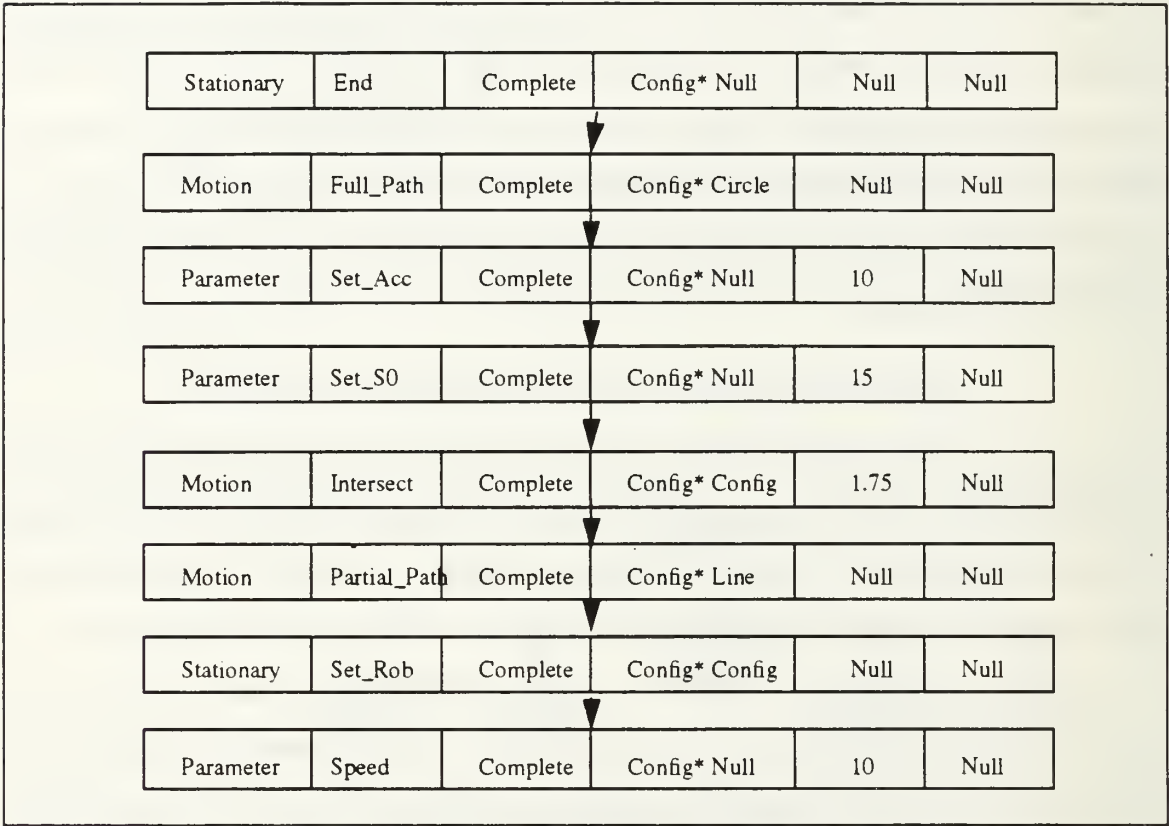 Stationary End Complete Config* Null Null Null
Motion Full_Path Complete Config* Circle Null Null
Parameter Set_Acc Complete Config* Null 10 Null
Parameter Set_S0 Complete Config* Null 15 Null
Motion Intersect Complete Config* Config 1.75 Null
Motion Partial_Path Complete Config* Line Null Null
Stationary Set_Rob Complete Config* Config Null Null
Parameter Speed Complete Config* Null 10 Null